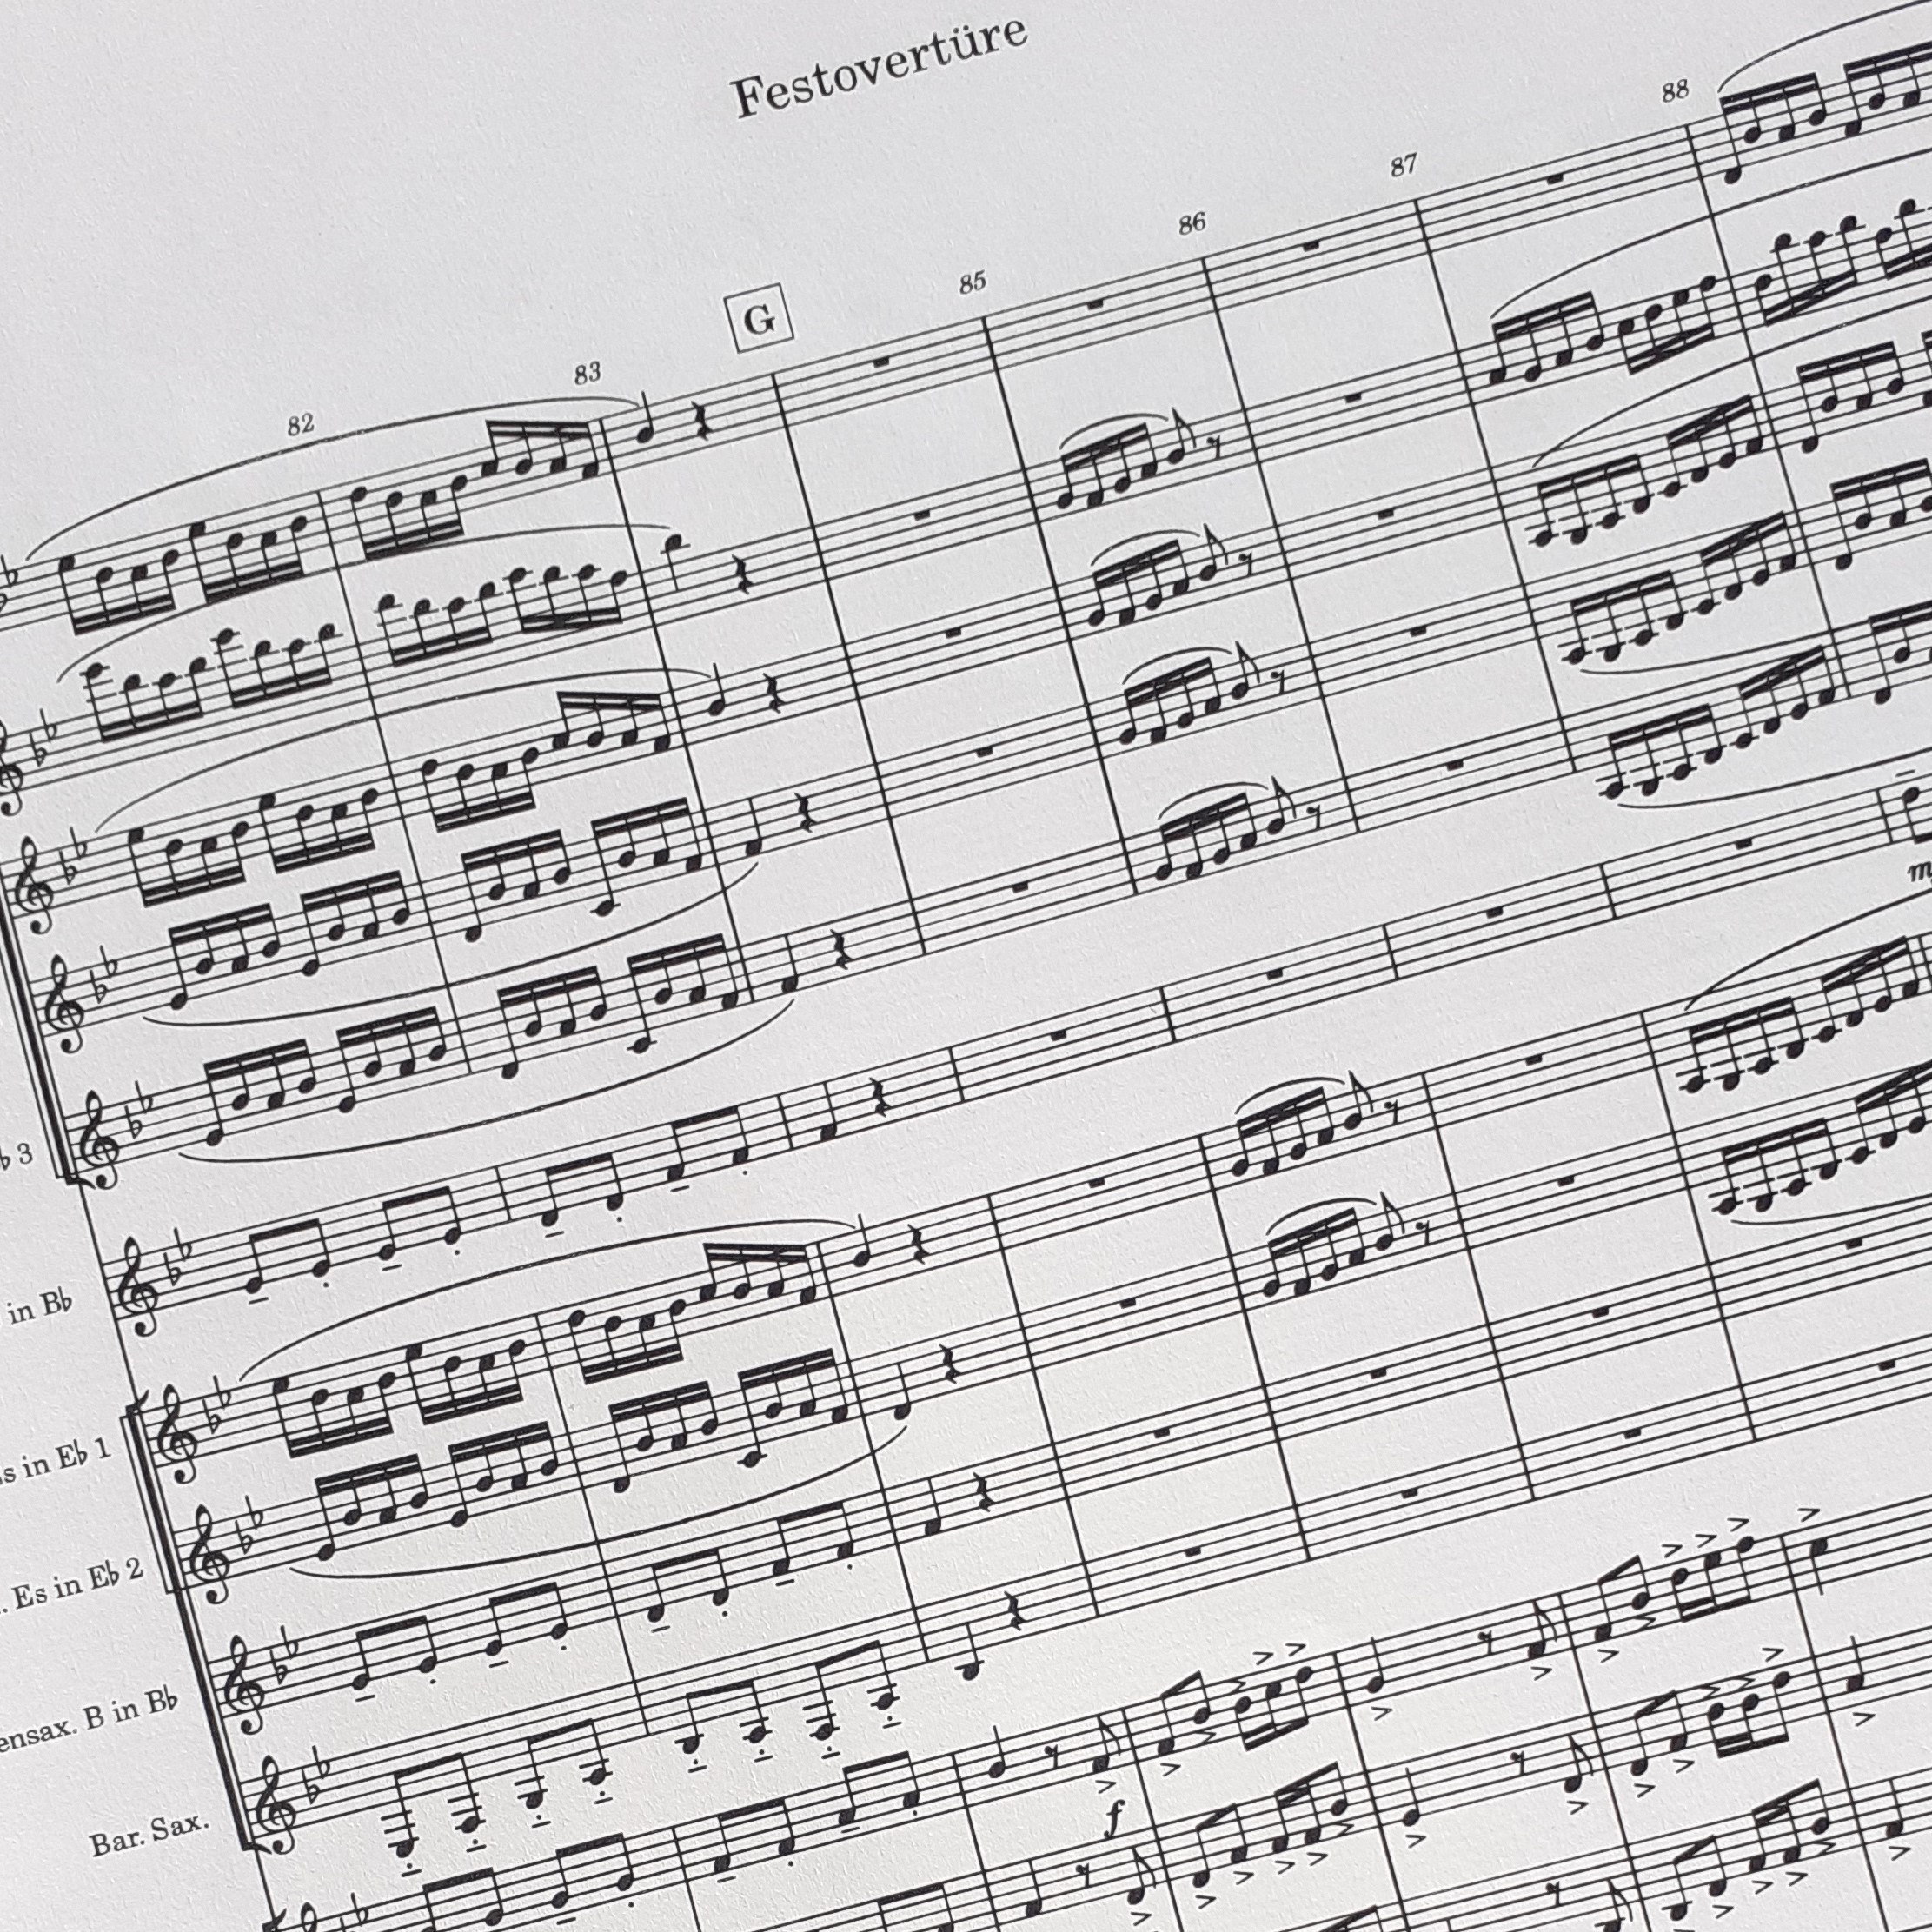 Festovertüre
82
83
G
85
86
87
88
♭ 3
in B♭
s in E♭ 1
. Es in E♭ 2
ensax. B in B♭
Bar. Sax.
f